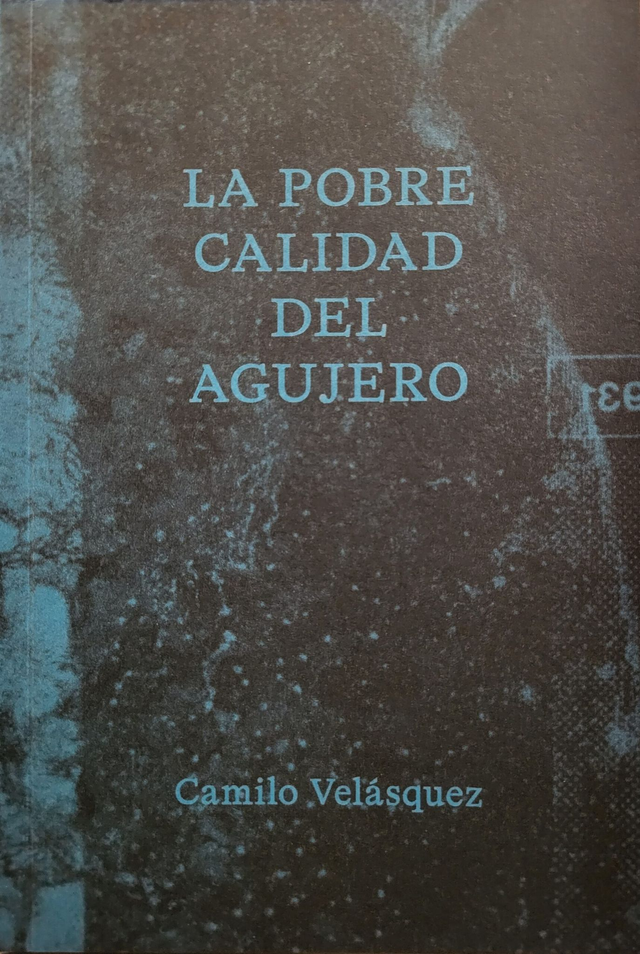 LA POBRE
CALIDAD
DEL
AGUJERO
Camilo Velásquez